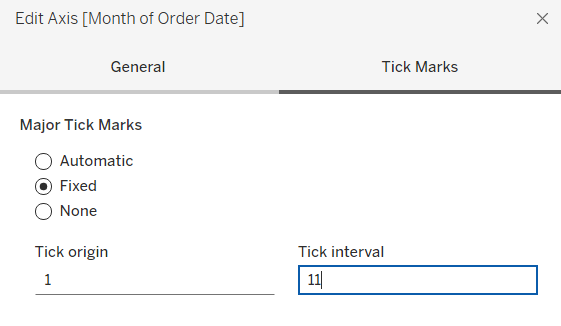 Edit Axis [Month of Order Date]
General Tick Marks
Major Tick Marks
Automatic
Fixed
None
Tick origin Tick interval
1 11